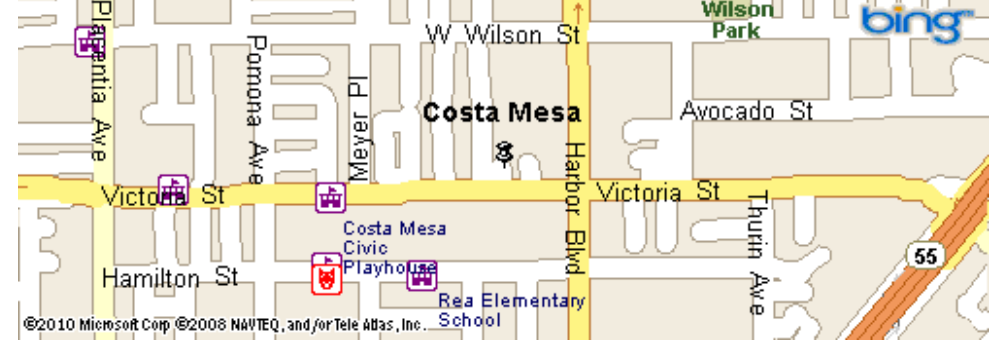 Wilson
Park
bing™
Placentia Ave
Pomona Ave
Meyer Pl
W Wilson St
Costa Mesa
Avocado St
Harbor Blvd
Victoria St
Victoria St
Thurin Ave
Costa Mesa
Civic
Playhouse
Hamilton St
55
Rea Elementary
School
©2010 Microsoft Corp ©2008 NAVTEQ, and/or Tele Atlas, Inc.